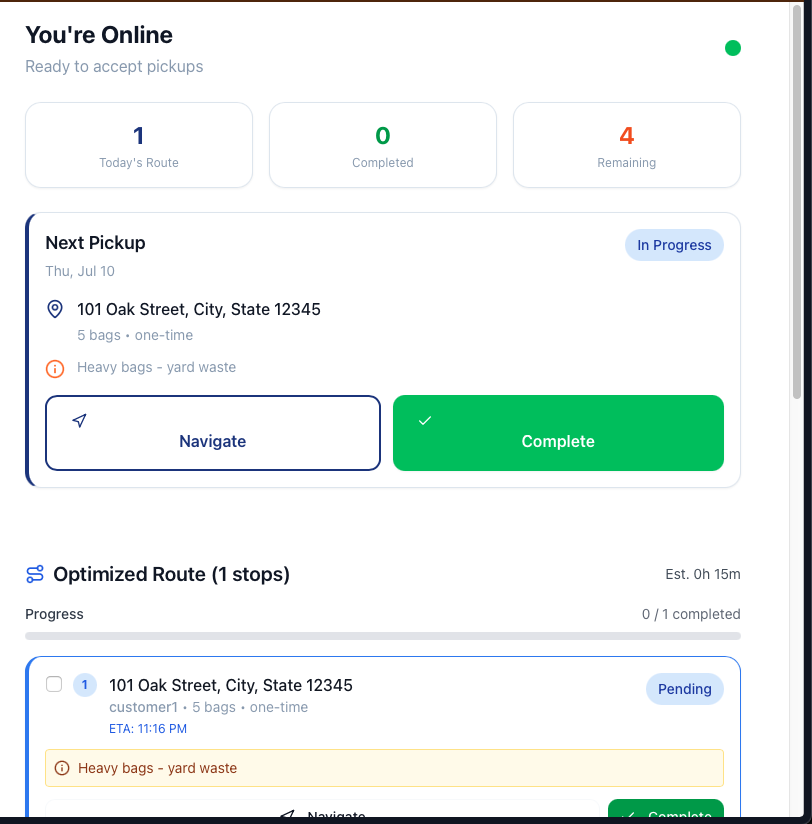 You're Online
Ready to accept pickups
1
Today's Route
0
Completed
4
Remaining
Next Pickup
In Progress
Thu, Jul 10
101 Oak Street, City, State 12345
5 bags • one-time
Heavy bags - yard waste
Navigate
Complete
Optimized Route (1 stops)
Est. 0h 15m
Progress
0 / 1 completed
1
101 Oak Street, City, State 12345
Pending
customer1 • 5 bags • one-time
ETA: 11:16 PM
Heavy bags - yard waste
Navigate
Complete